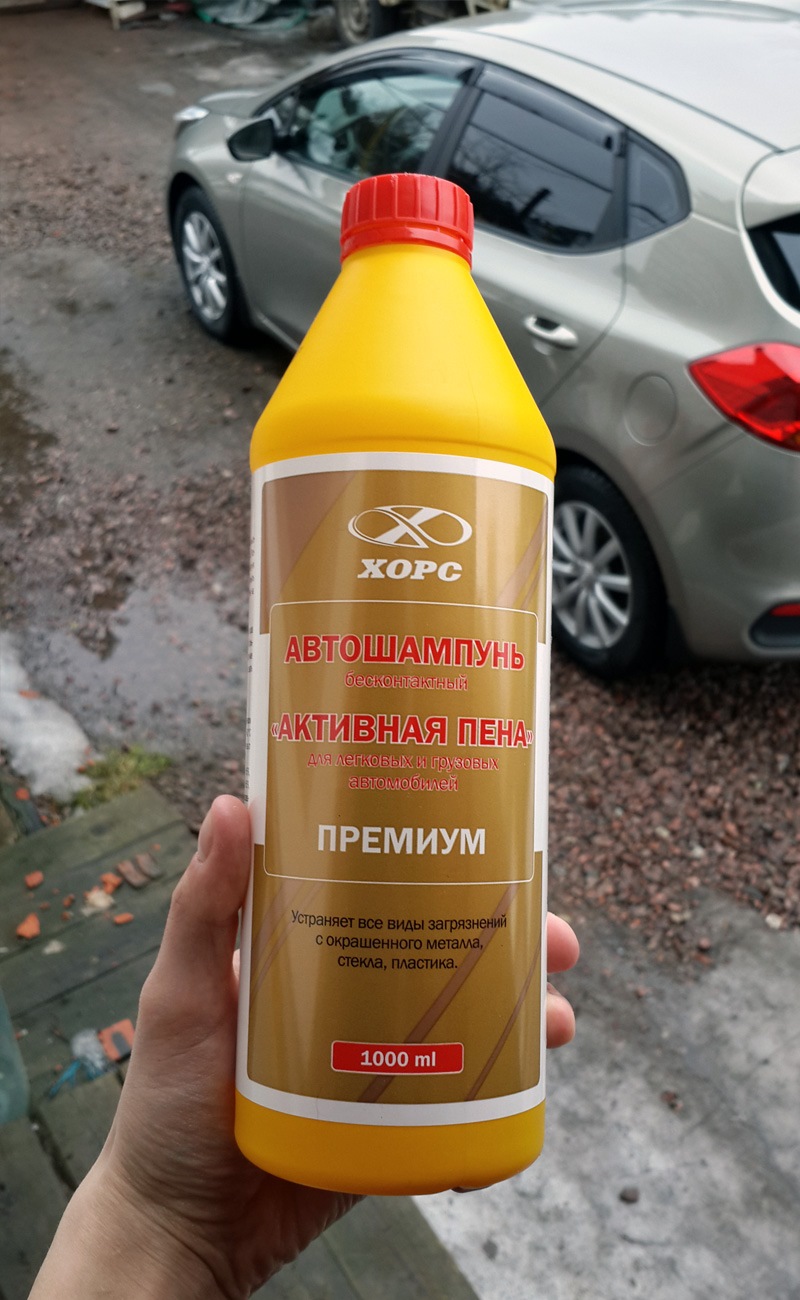 ХОРС
АВТОШАМПУНЬ
бесконтактный
«АКТИВНАЯ ПЕНА»
для легковых и грузовых
автомобилей
ПРЕМИУМ
Устраняет все виды загрязнений
с окрашенного металла,
стекла, пластика.
1000 ml